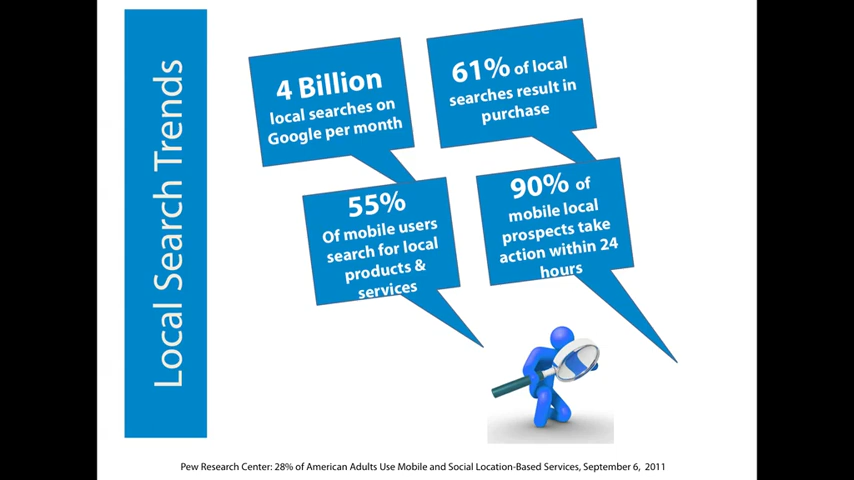 Local Search Trends
4 Billion
local searches on
Google per month
61% of local
searches result in
purchase
55%
Of mobile users
search for local
products &
services
90% of
mobile local
prospects take
action within 24
hours
Pew Research Center: 28% of American Adults Use Mobile and Social Location-Based Services, September 6, 2011